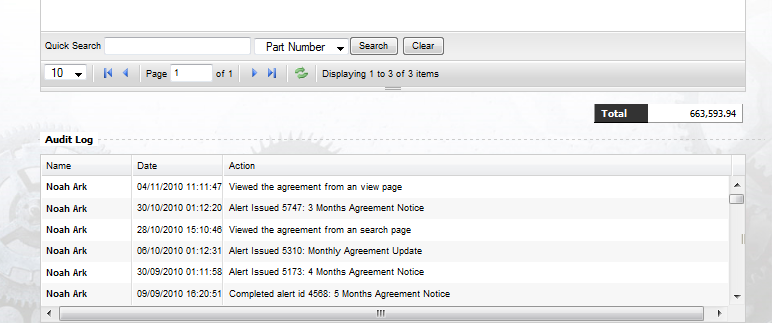 Quick Search Part Number Search Clear
10 Page 1 of 1 Displaying 1 to 3 of 3 items
Total 663,593.94
Audit Log
Name Date Action
Noah Ark 04/11/2010 11:11:47 Viewed the agreement from an view page
Noah Ark 30/10/2010 01:12:20 Alert Issued 5747: 3 Months Agreement Notice
Noah Ark 28/10/2010 15:10:46 Viewed the agreement from an search page
Noah Ark 06/10/2010 01:12:31 Alert Issued 5310: Monthly Agreement Update
Noah Ark 30/09/2010 01:11:58 Alert Issued 5173: 4 Months Agreement Notice
Noah Ark 09/09/2010 16:20:51 Completed alert id 4568: 5 Months Agreement Notice